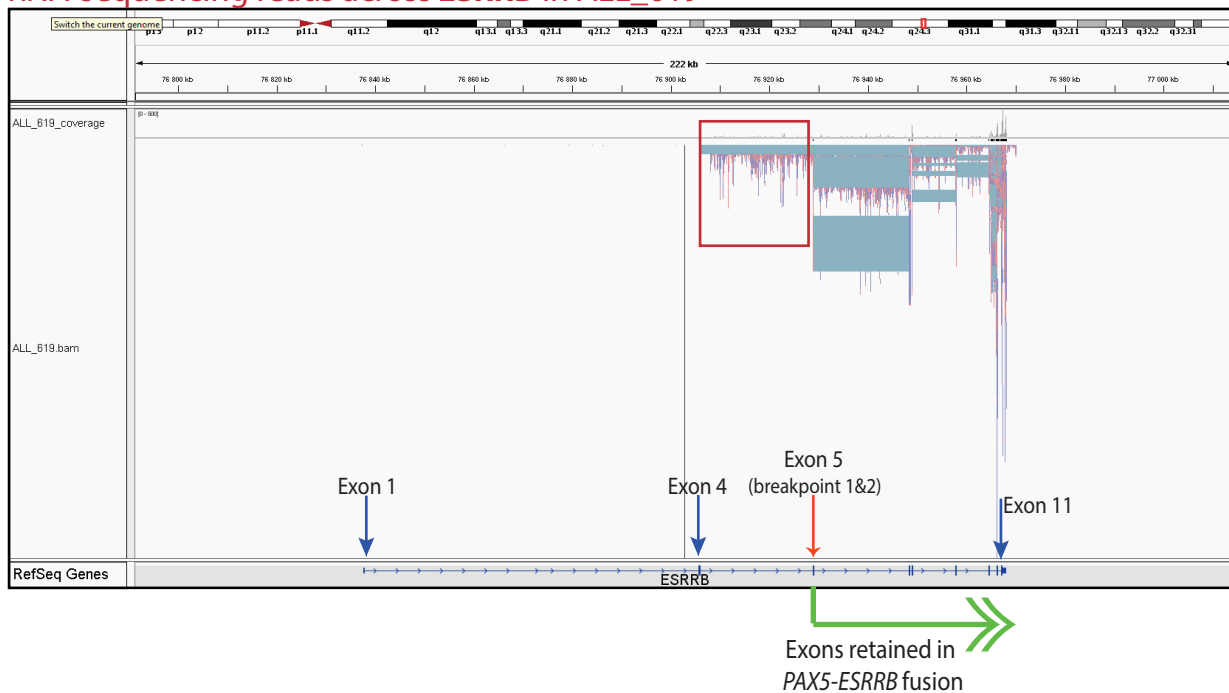 Switch the current genome
p13 p12 p11.2 p11.1 q11.2 q12 q13.1 q13.3 q21.1 q21.2 q21.3 q22.1 q22.3 q23.1 q23.2 q24.1 q24.2 q24.3 q31.1 q31.3 q32.11 q32.13 q32.2 q32.31
222 kb
76 800 kb 76 820 kb 76 840 kb 76 860 kb 76 880 kb 76 900 kb 76 920 kb 76 940 kb 76 960 kb 76 980 kb 77 000 kb
[0 - 500]
ALL_619_coverage
ALL_619.bam
Exon 1
Exon 4
Exon 5
(breakpoint 1&2)
Exon 11
RefSeq Genes
ESRRB
Exons retained in
PAX5-ESRRB fusion